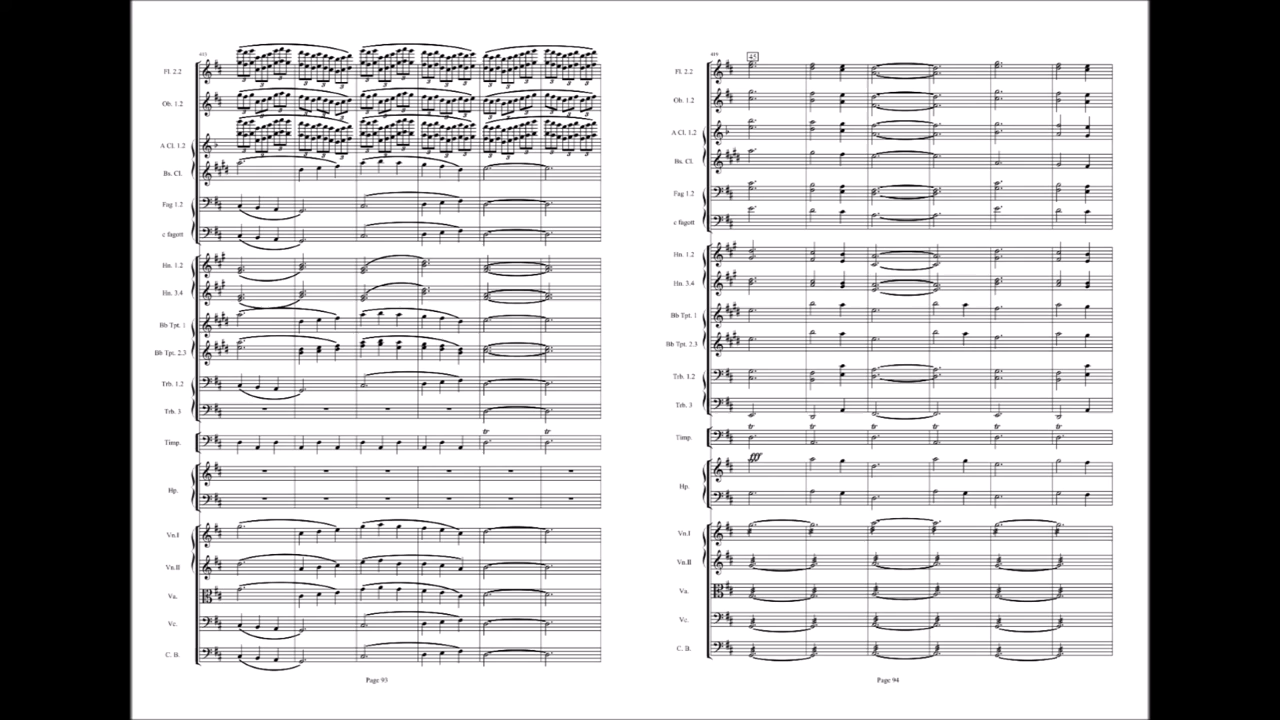 413
Fl. 2.2
Ob. 1.2
A Cl. 1.2
Bs. Cl.
Fag 1.2
c fagott
Hn. 1.2
Hn. 3.4
Bb Tpt. 1
Bb Tpt. 2.3
Trb. 1.2
Trb. 3
Timp.
Hp.
Vn.I
Vn.II
Va.
Vc.
C. B.
Page 93
419
45
Fl. 2.2
Ob. 1.2
A Cl. 1.2
Bs. Cl.
Fag 1.2
c fagott
Hn. 1.2
Hn. 3.4
Bb Tpt. 1
Bb Tpt. 2.3
Trb. 1.2
Trb. 3
Timp.
fff
Hp.
Vn.I
Vn.II
Va.
Vc.
C. B.
Page 94